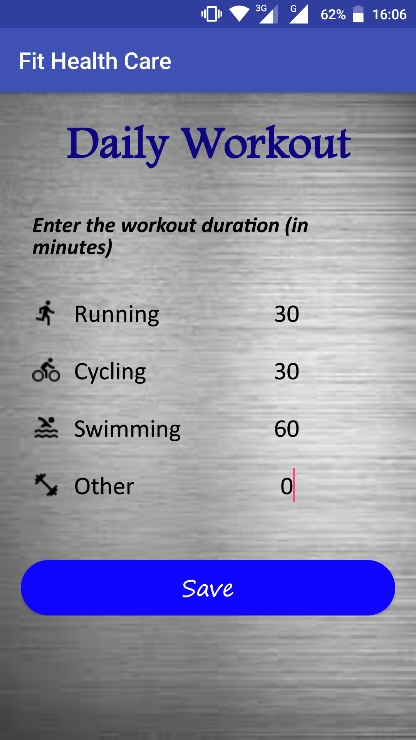 3G G 62% 16:06
Fit Health Care
Daily Workout
Enter the workout duration (in
minutes)
Running 30
Cycling 30
Swimming 60
Other 0
Save